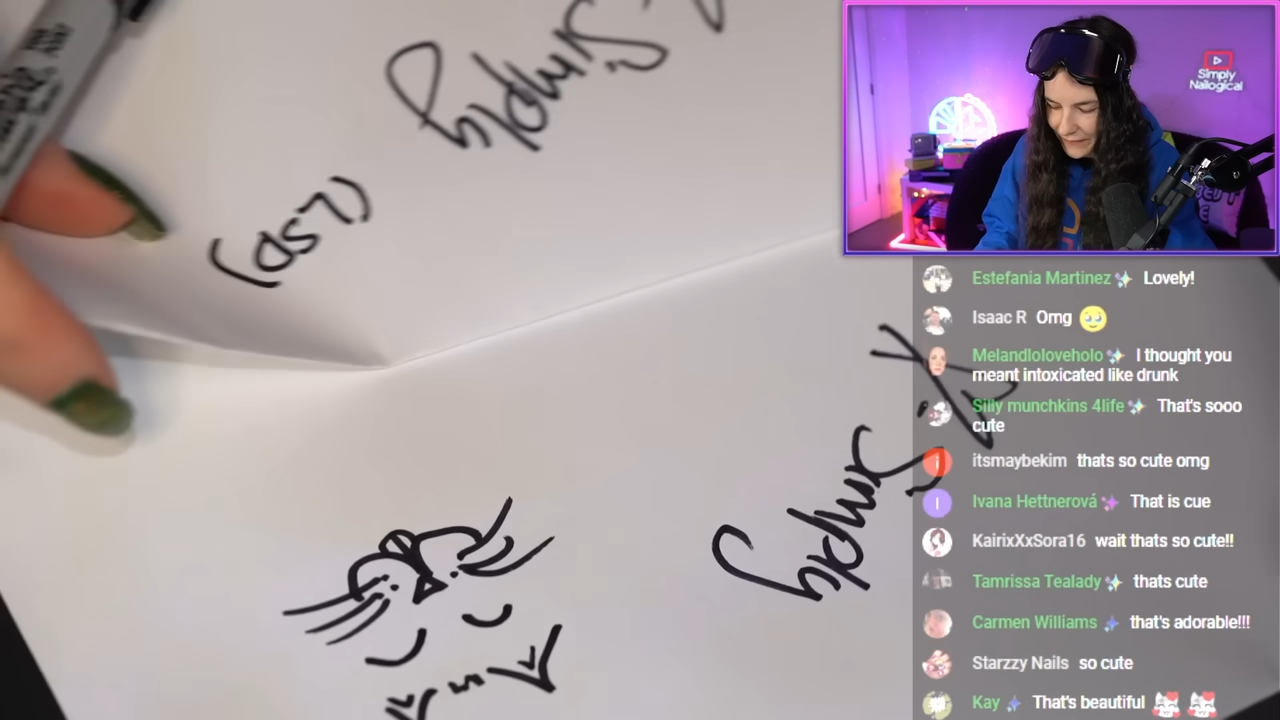 Simply
Nailogical
Estefania Martinez Lovely!
Isaac R Omg
Melandloloveholo I thought you
meant intoxicated like drunk
Silly munchkins 4life That's sooo
cute
itsmaybekim thats so cute omg
Ivana Hettnerová That is cue
KairixXxSora16 wait thats so cute!!
Tamrissa Tealady thats cute
Carmen Williams that's adorable!!!
Starzzy Nails so cute
Kay That's beautiful
Simply
Simply